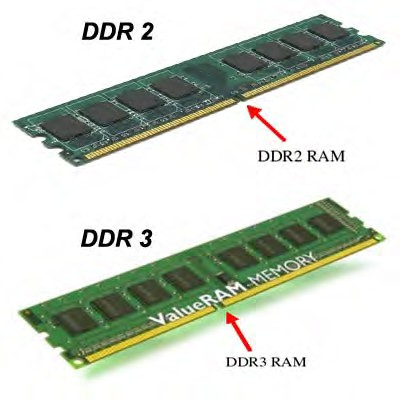 DDR 2
DDR2 RAM
DDR 3
ValueRAM MEMORY
DDR3 RAM